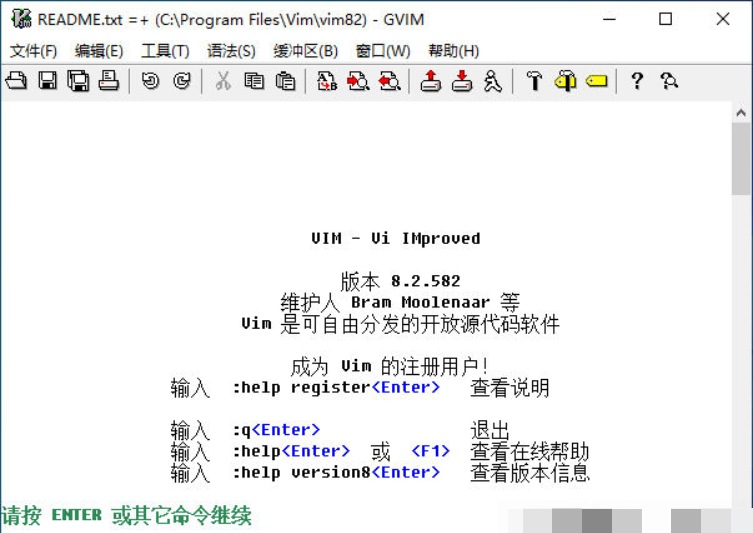 README.txt =+ (C:\Program Files\Vim\vim82) - GVIM
文件(F) 编辑(E) 工具(T) 语法(S) 缓冲区(B) 窗口(W) 帮助(H)
VIM - Vi IMproved
版本 8.2.582
维护人 Bram Moolenaar 等
Vim 是可自由分发的开放源代码软件
成为 Vim 的注册用户!
输入 :help register<Enter> 查看说明
输入 :q<Enter> 退出
输入 :help<Enter> 或 <F1> 查看在线帮助
输入 :help version8<Enter> 查看版本信息
请按 ENTER 或其它命令继续